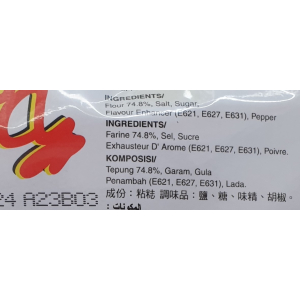 INGREDIENTS/
Flour 74.8%, Salt, Sugar,
Flavour Enhancer (E621, E627, E631), Pepper
INGREDIENTS/
Farine 74.8%, Sel, Sucre
Exhausteur D' Arome (E621, E627, E631), Poivre.
KOMPOSISI/
Tepung 74.8%, Garam, Gula
Penambah (E621, E627, E631), Lada.
成份：粘
調味品：鹽、糖、味精、胡椒。
المكونات:
24 A23B03